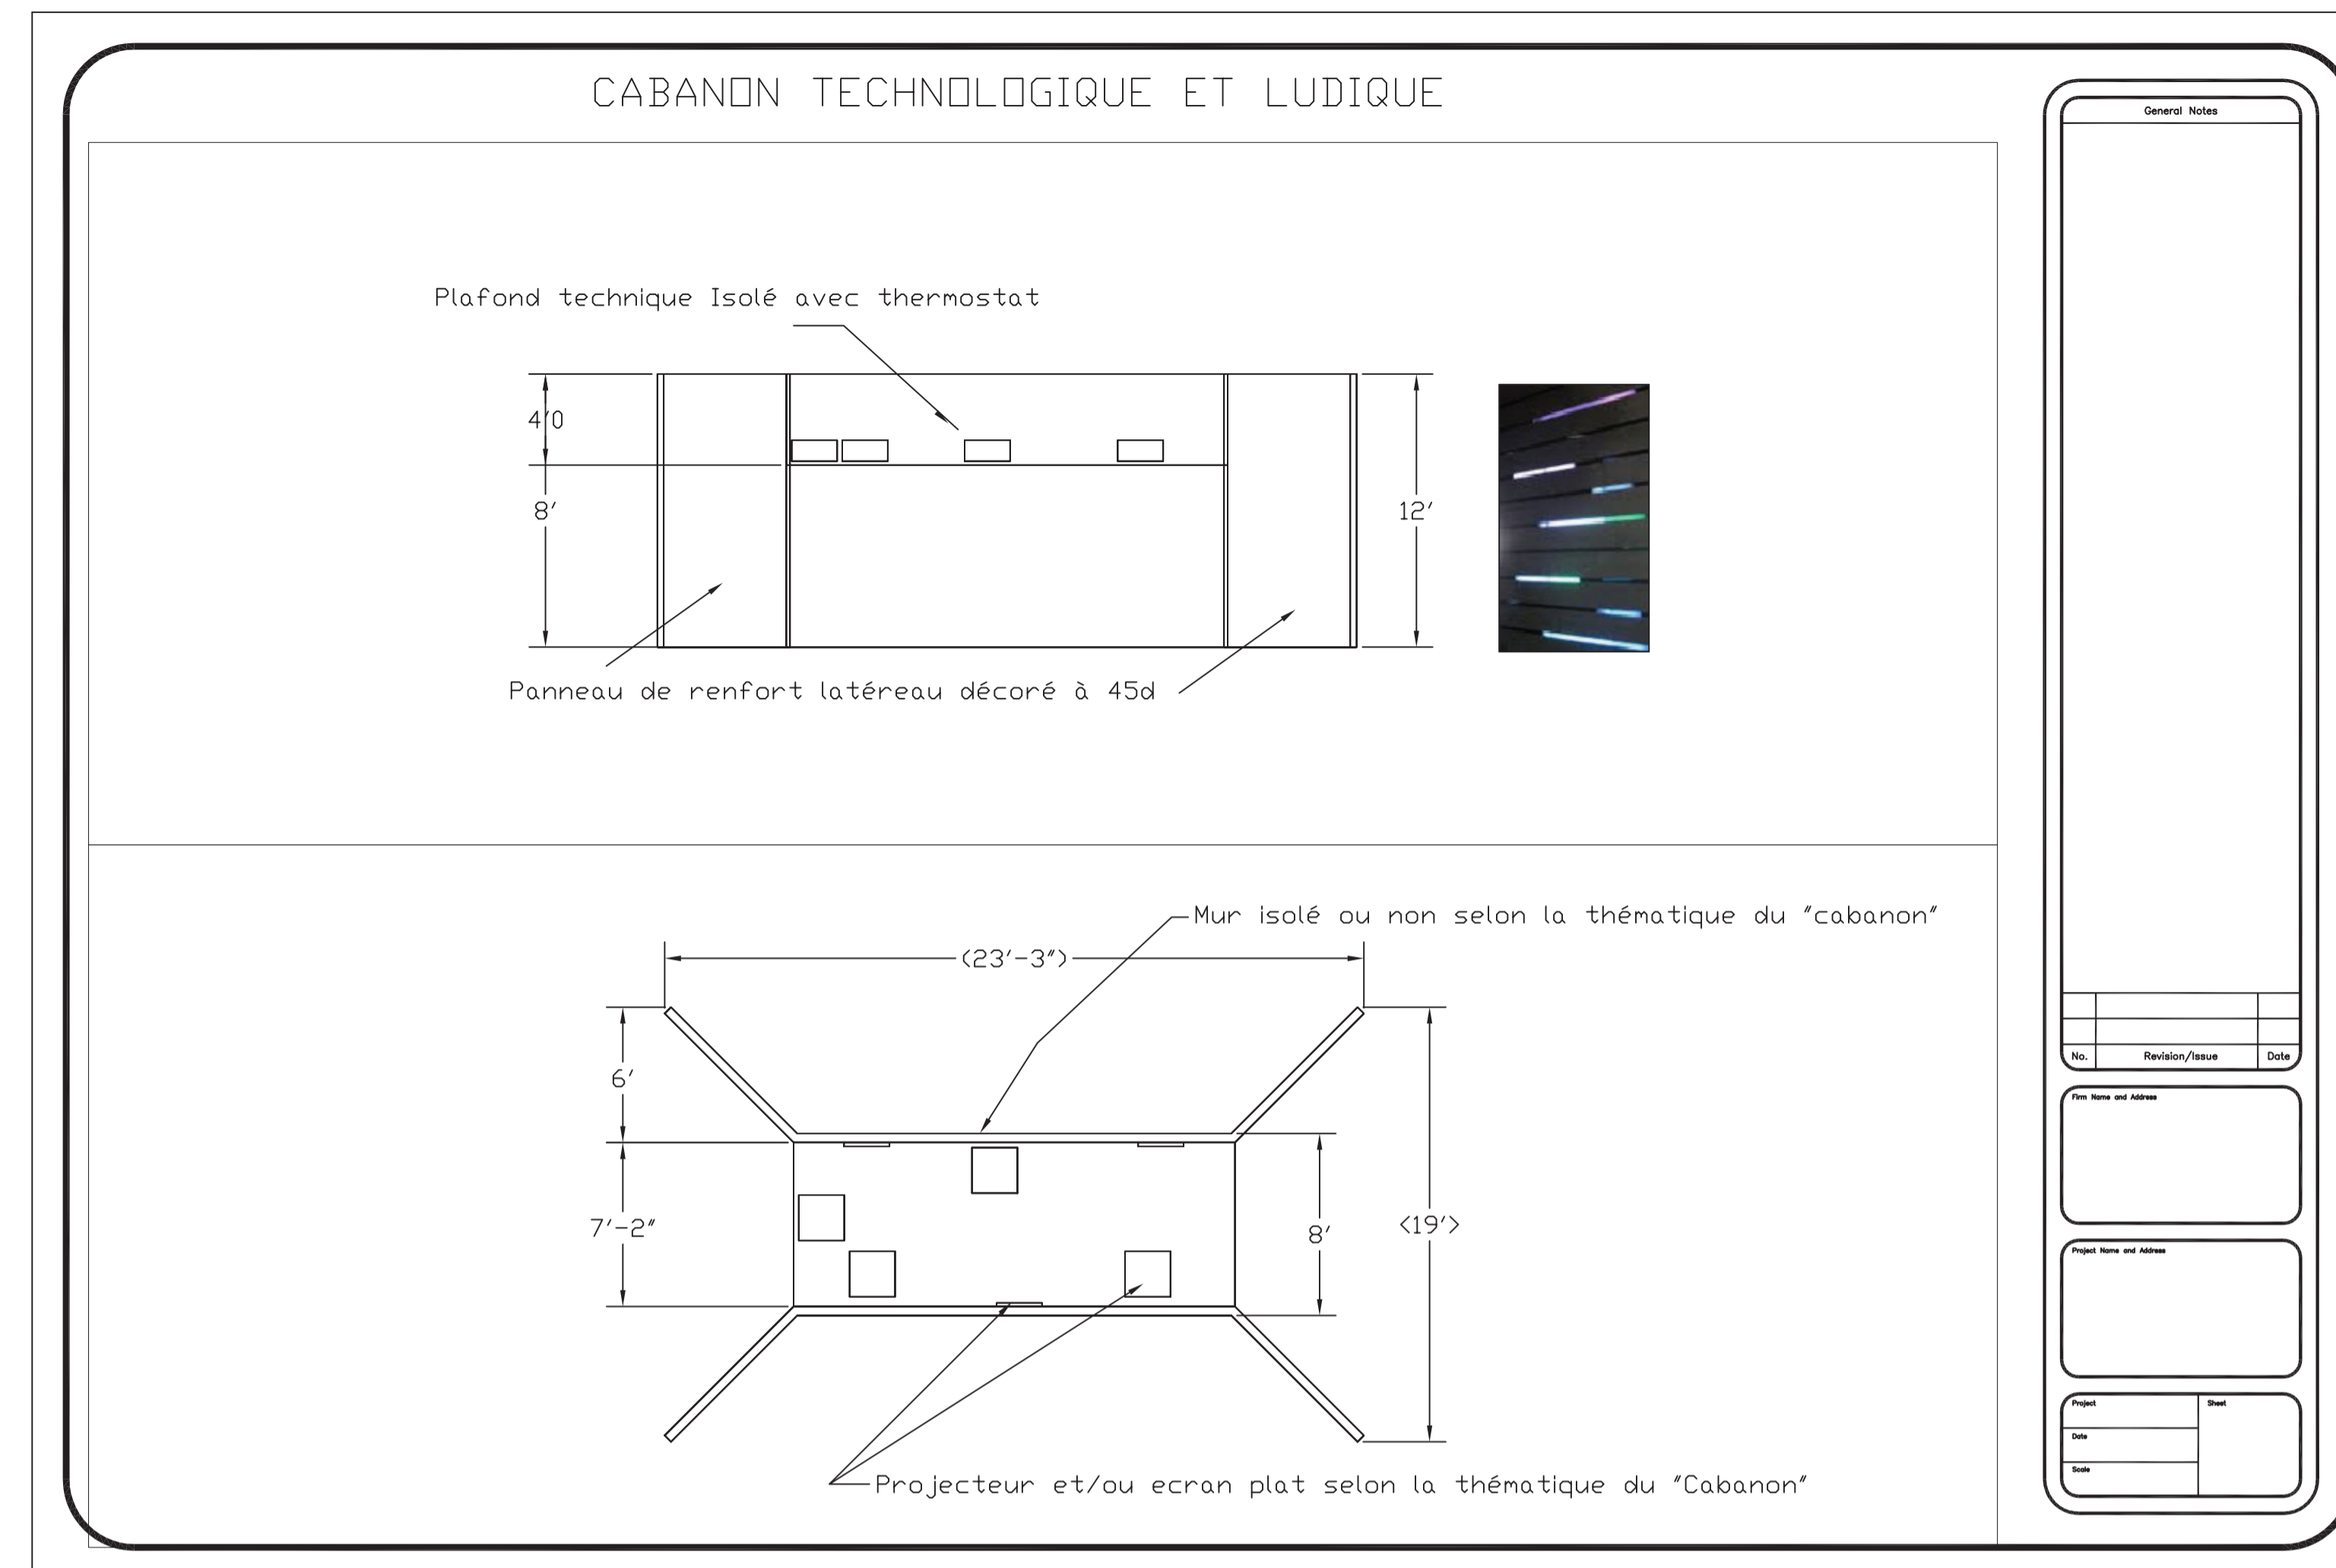 CABANON TECHNOLOGIQUE ET LUDIQUE
General Notes
Plafond technique Isolé avec thermostat
4'0
8'
12'
Panneau de renfort latéreau décoré à 45d
Mur isolé ou non selon la thématique du "cabanon"
(23'-3")
6'
7'-2"
8'
<19'>
Projecteur et/ou ecran plat selon la thématique du "Cabanon"
No. Revision/Issue Date
Firm Name and Address
Project Name and Address
Project Sheet
Date
Scale